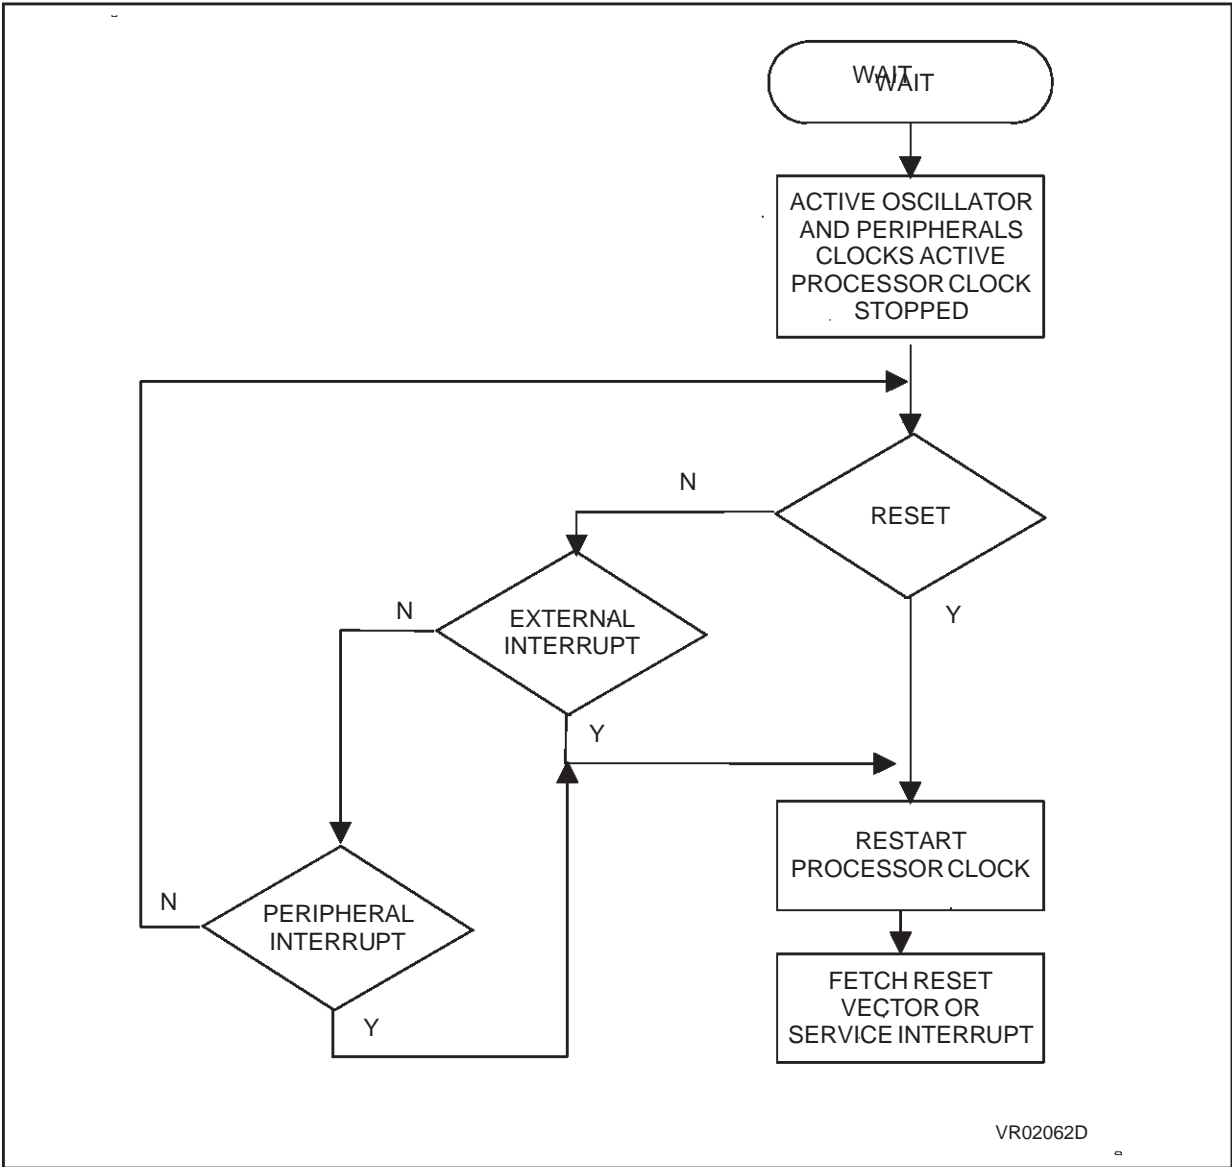 WAIT
WAIT
ACTIVE OSCILLATOR
AND PERIPHERALS
CLOCKS ACTIVE
PROCESSOR CLOCK
STOPPED
N
RESET
N
EXTERNAL
INTERRUPT
Y
Y
RESTART
PROCESSOR CLOCK
N
PERIPHERAL
INTERRUPT
Y
FETCH RESET
VECTOR OR
SERVICE INTERRUPT
VR02062D